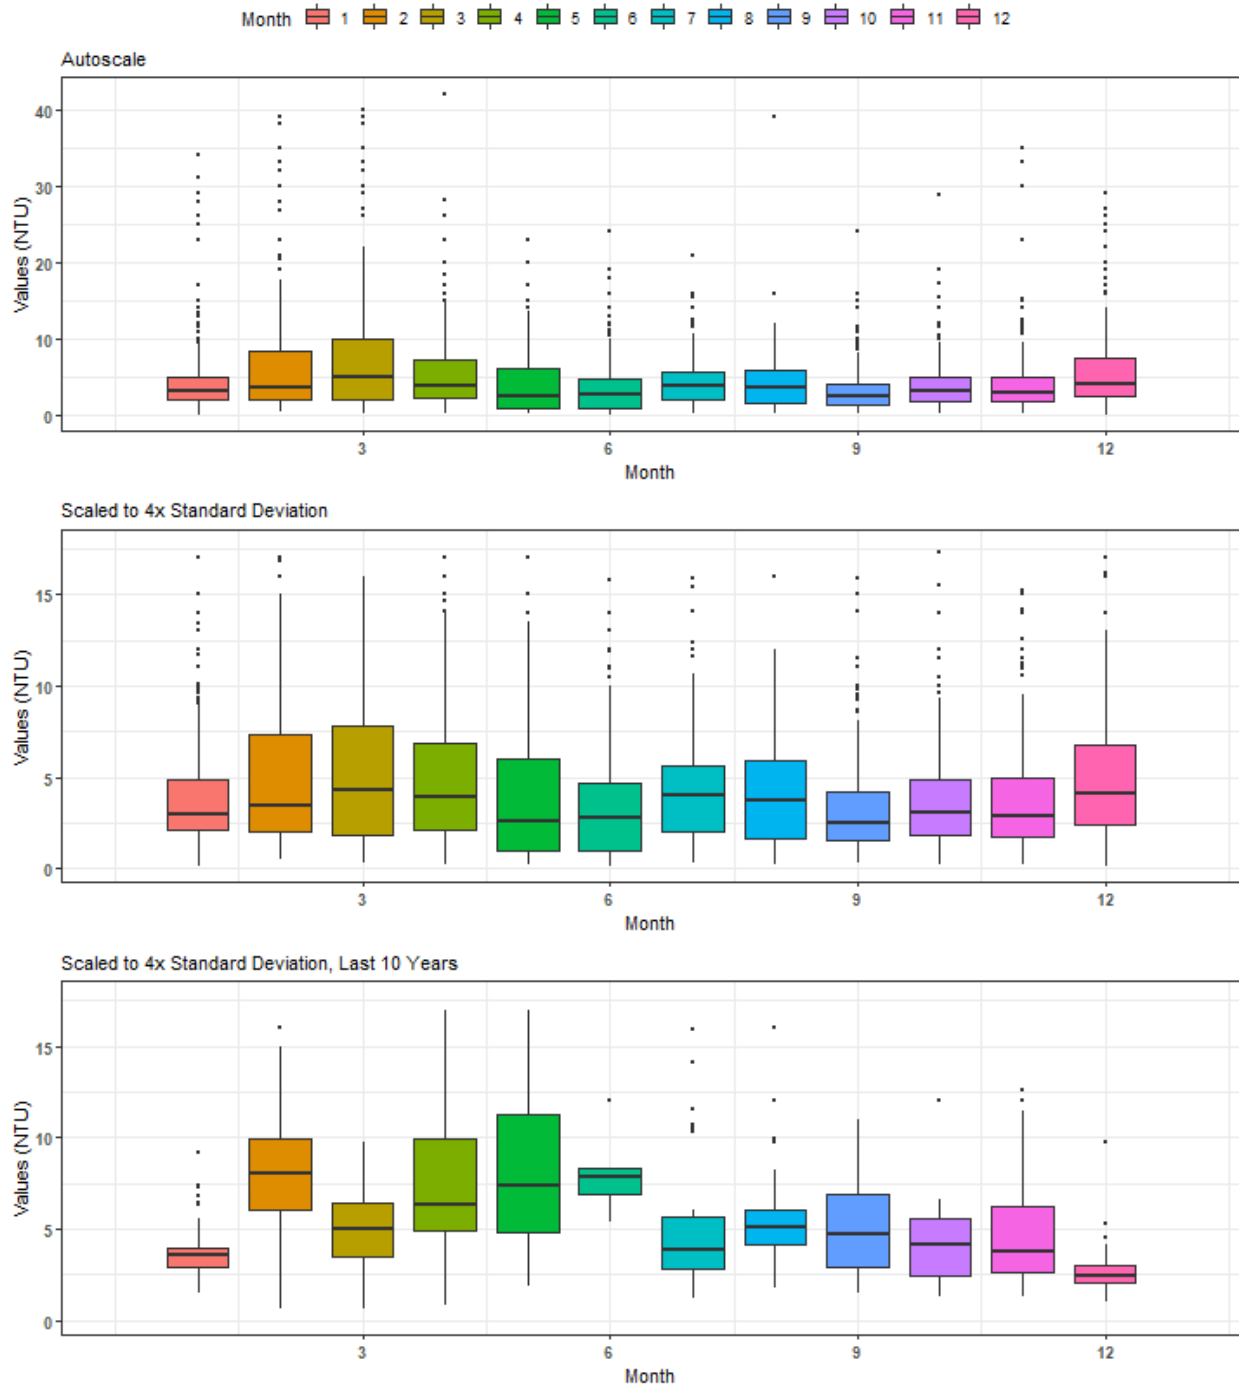 Month 1 2 3 4 5 6 7 8 9 10 11 12
Autoscale
Values (NTU)
40
30
20
10
0
3 6 9 12
Month
Scaled to 4x Standard Deviation
Values (NTU)
15
10
5
0
3 6 9 12
Month
Scaled to 4x Standard Deviation, Last 10 Years
Values (NTU)
15
10
5
0
3 6 9 12
Month